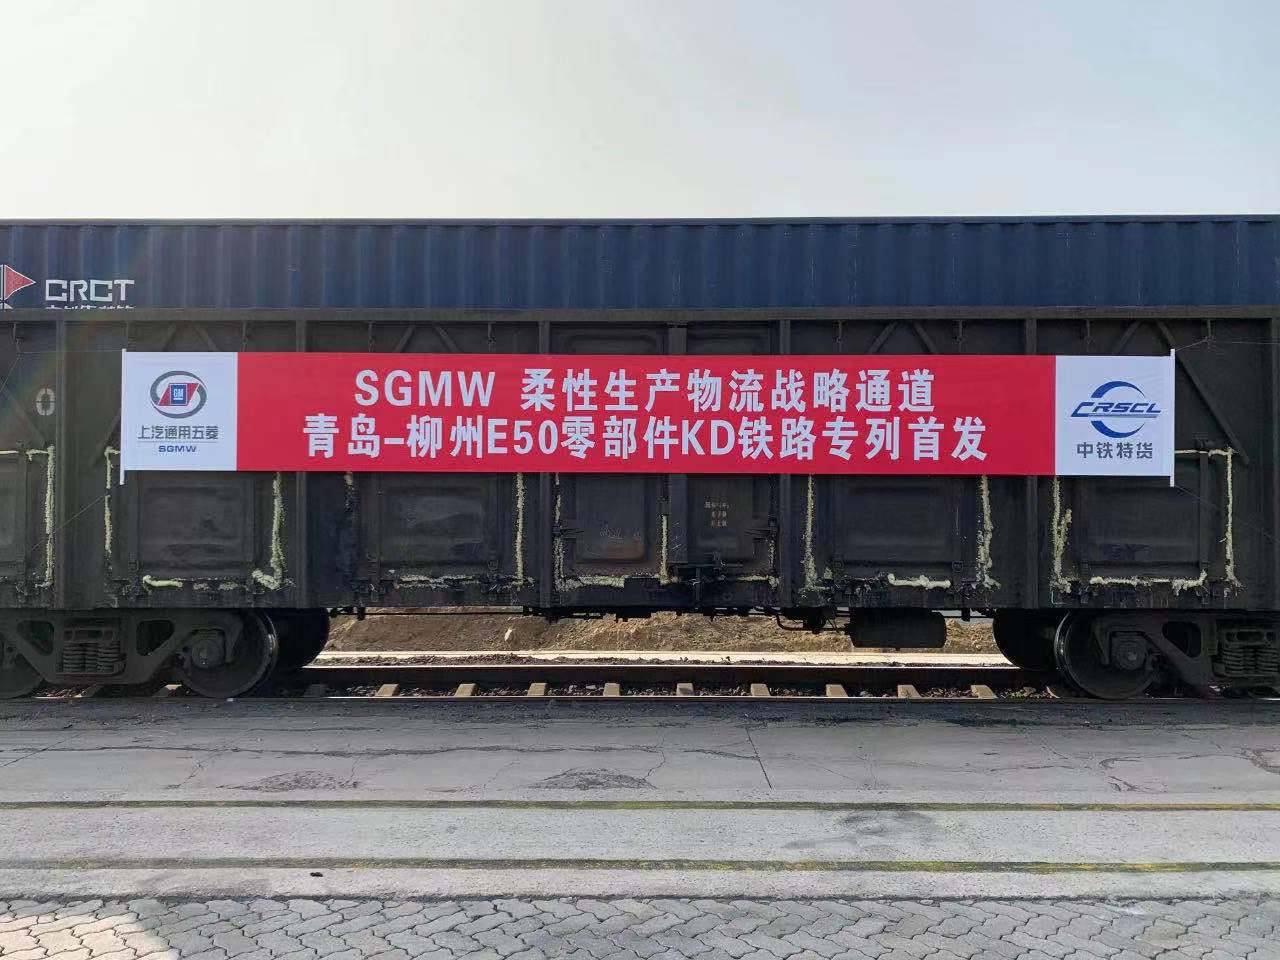 CRCT
0
GM
上汽通用五菱
SGMW
SGMW 柔性生产物流战略通道
青岛-柳州E50零部件KD铁路专列首发
CRSCL
中铁特货